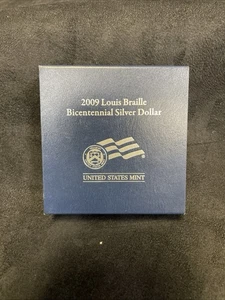 2009 Louis Braille
Bicentennial Silver Dollar
UNITED STATES MINT